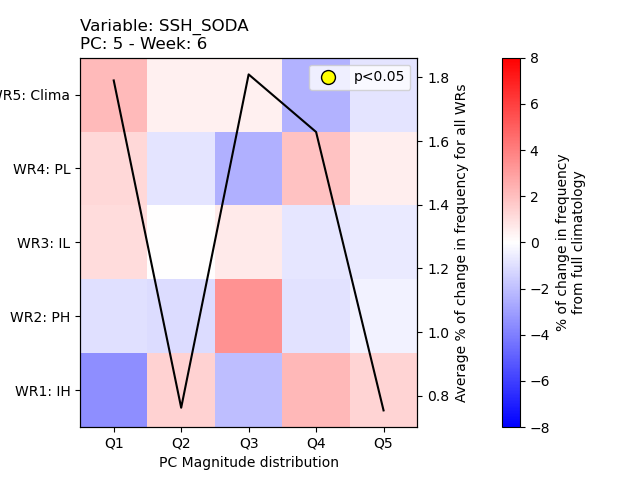 Variable: SSH_SODA
PC: 5 - Week: 6
p<0.05
WR5: Clima
WR4: PL
WR3: IL
WR2: PH
WR1: IH
Q1 Q2 Q3 Q4 Q5
PC Magnitude distribution
1.8
1.6
1.4
1.2
1.0
0.8
Average % of change in frequency for all WRs
8
6
4
2
0
−2
−4
−6
−8
% of change in frequency
from full climatology